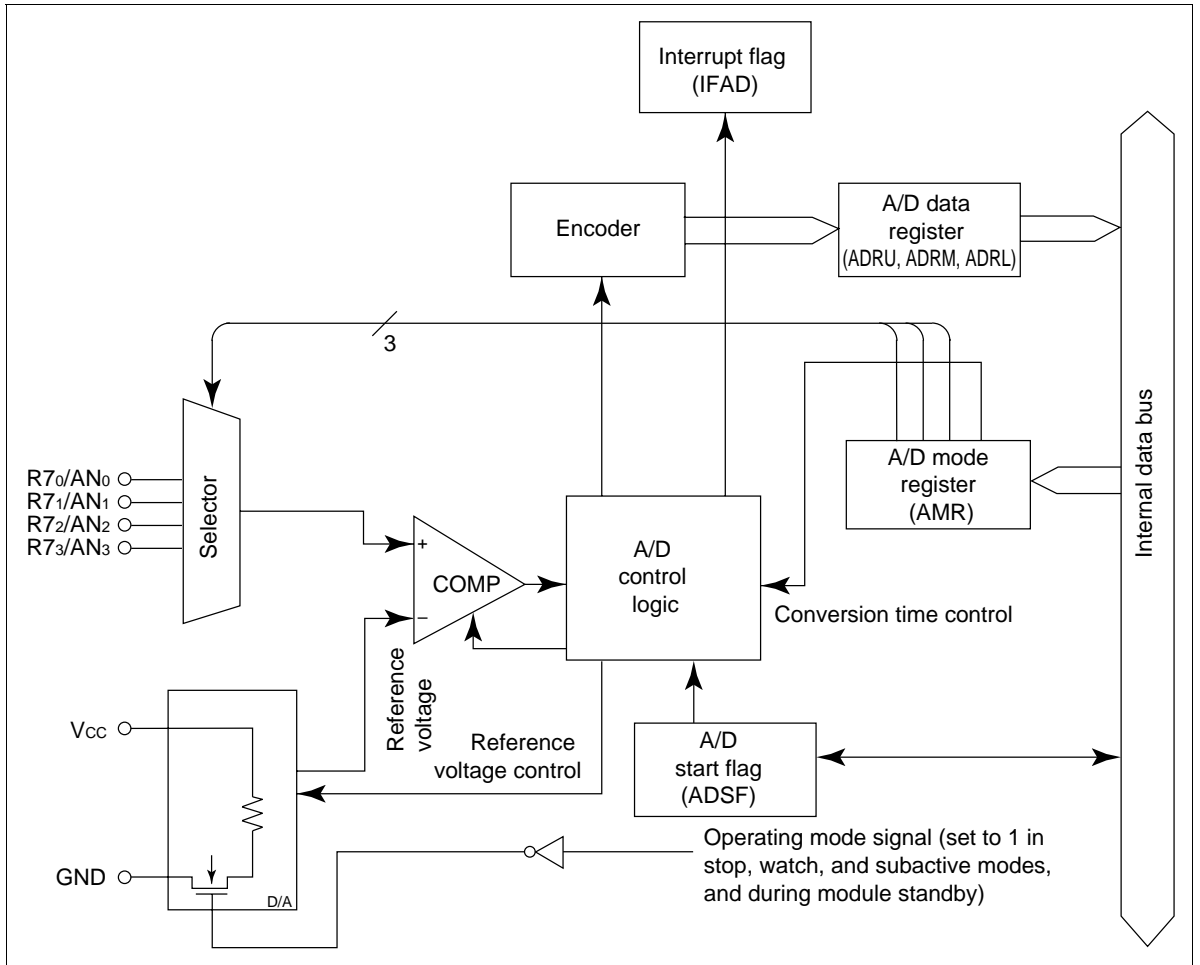 Interrupt flag
(IFAD)
Encoder
A/D data
register
(ADRU, ADRM, ADRL)
3
A/D mode
register
(AMR)
Internal data bus
R7₀/AN₀
R7₁/AN₁
R7₂/AN₂
R7₃/AN₃
Selector
+
COMP
−
A/D
control
logic
Conversion time control
Reference
voltage
VCC
Reference
voltage control
A/D
start flag
(ADSF)
GND
D/A
Operating mode signal (set to 1 in
stop, watch, and subactive modes,
and during module standby)